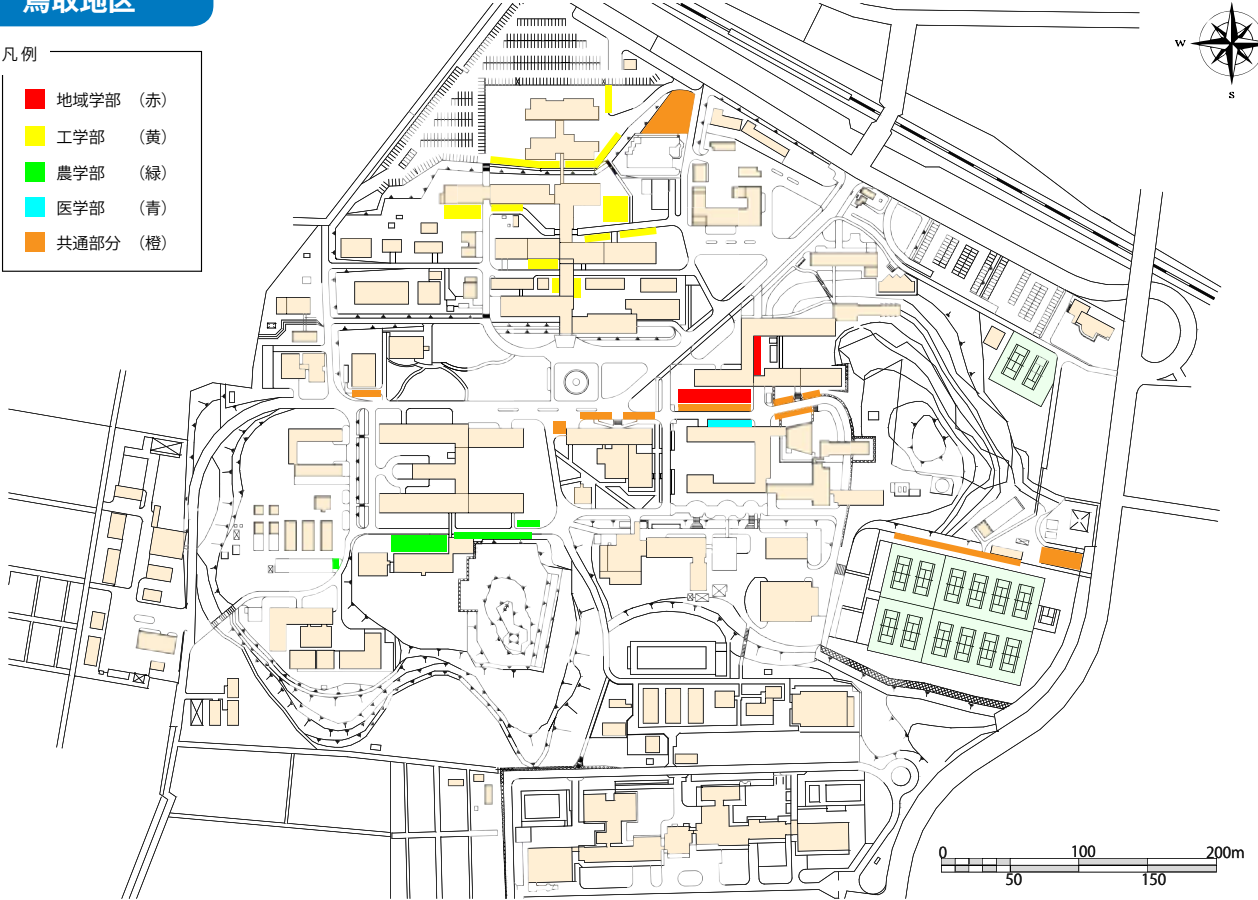 鳥取地区
凡例
地域学部 （赤）
工学部 （黄）
農学部 （緑）
医学部 （青）
共通部分 （橙）
W
S
0 100 200m
50 150